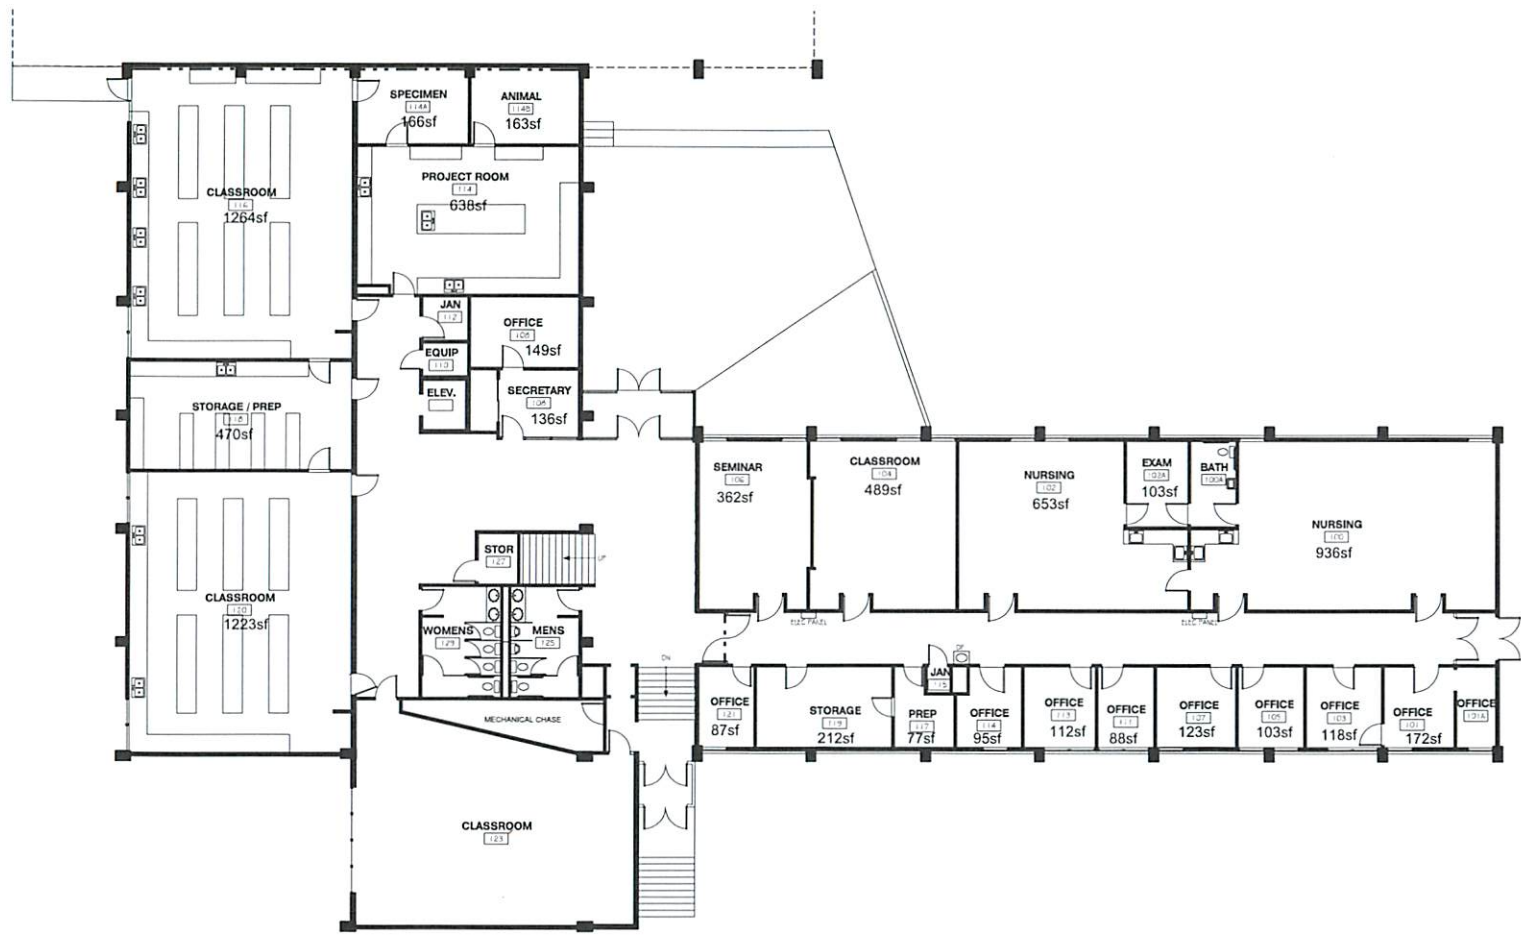 SPECIMEN
114A
166sf
ANIMAL
114B
163sf
CLASSROOM
116
1264sf
PROJECT ROOM
114
638sf
JAN
112
OFFICE
108
149sf
EQUIP
110
ELEV.
SECRETARY
108
136sf
STORAGE / PREP
118
470sf
SEMINAR
106
362sf
CLASSROOM
104
489sf
NURSING
102
653sf
EXAM
102A
103sf
BATH
100A
NURSING
100
936sf
STOR
127
UP
CLASSROOM
120
1223sf
WOMENS
129
MENS
125
ELEC PANEL
ELEC PANEL
DN
DF
JAN
115
OFFICE
121
87sf
STORAGE
119
212sf
PREP
117
77sf
OFFICE
114
95sf
OFFICE
113
112sf
OFFICE
111
88sf
OFFICE
107
123sf
OFFICE
105
103sf
OFFICE
103
118sf
OFFICE
101
172sf
OFFICE
101A
MECHANICAL CHASE
CLASSROOM
123